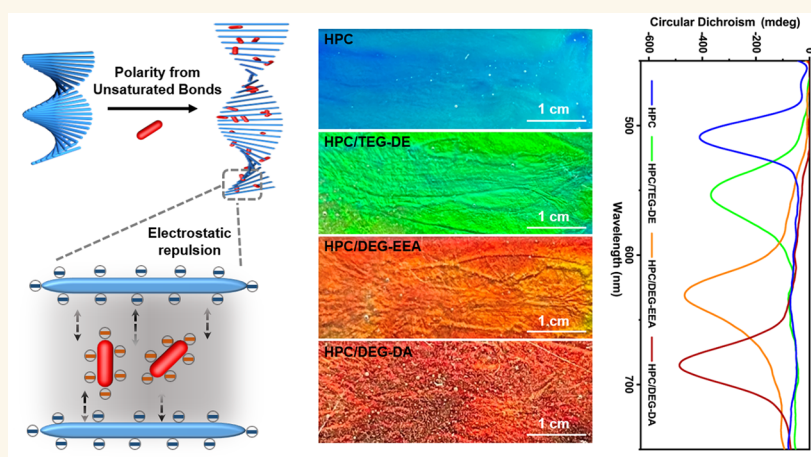 Polarity from
Unsaturated Bonds
Electrostatic
repulsion
HPC
1 cm
HPC/TEG-DE
1 cm
HPC/DEG-EEA
1 cm
HPC/DEG-DA
1 cm
Circular Dichroism (mdeg)
-600
-400
-200
0
500
600
700
Wavelength (nm)
HPC
HPC/TEG-DE
HPC/DEG-EEA
HPC/DEG-DA